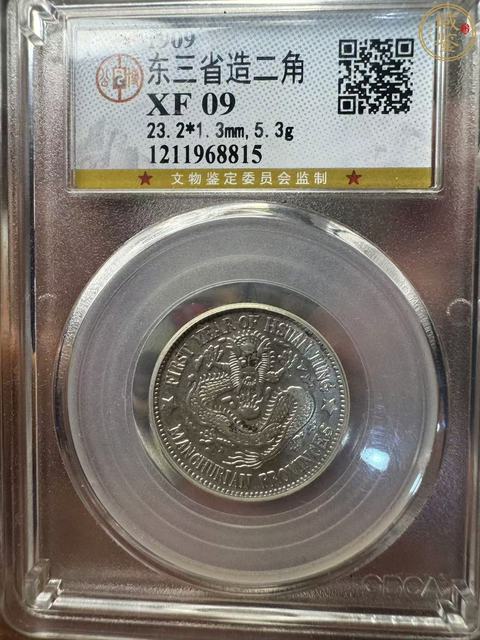 1909
东三省造二角
XF 09
23.2*1.3mm,5.3g
1211968815
★ 文物鉴定委员会监制 ★
FIRST YEAR OF HSUAN TUNG
MANCHURIAN PROVINCES